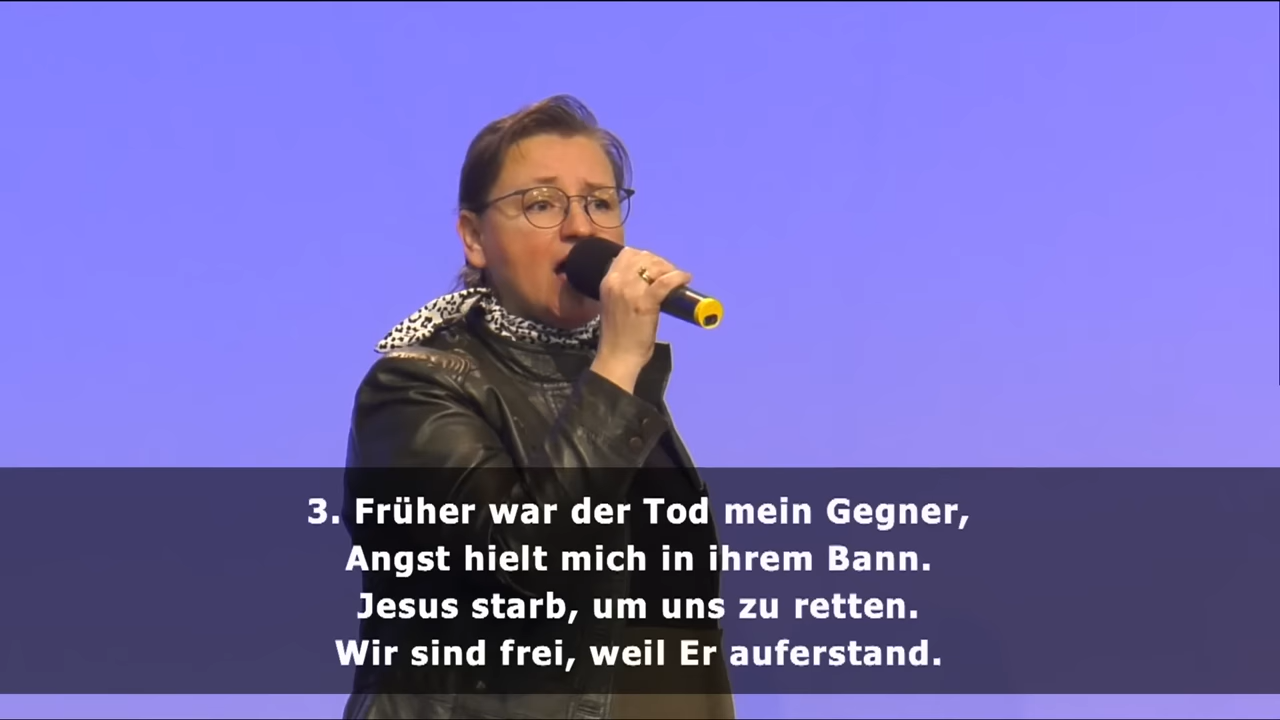 3. Früher war der Tod mein Gegner,
Angst hielt mich in ihrem Bann.
Jesus starb, um uns zu retten.
Wir sind frei, weil Er auferstand.